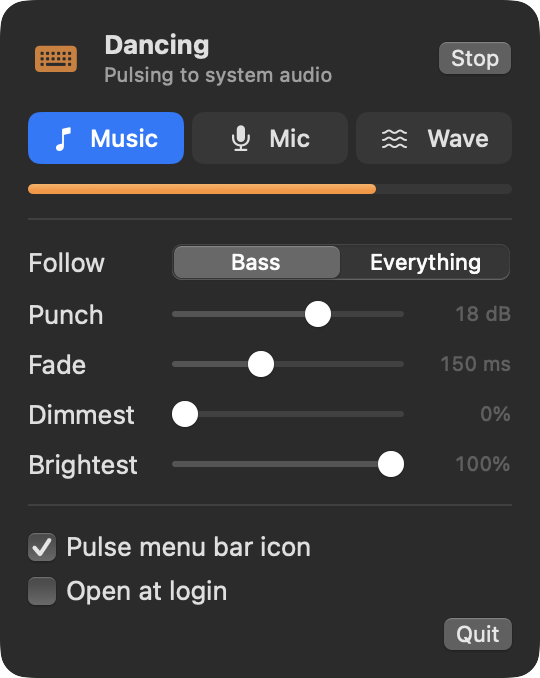 Dancing
Pulsing to system audio
Stop
Music
Mic
Wave
Follow
Bass
Everything
Punch
18 dB
Fade
150 ms
Dimmest
0%
Brightest
100%
Pulse menu bar icon
Open at login
Quit